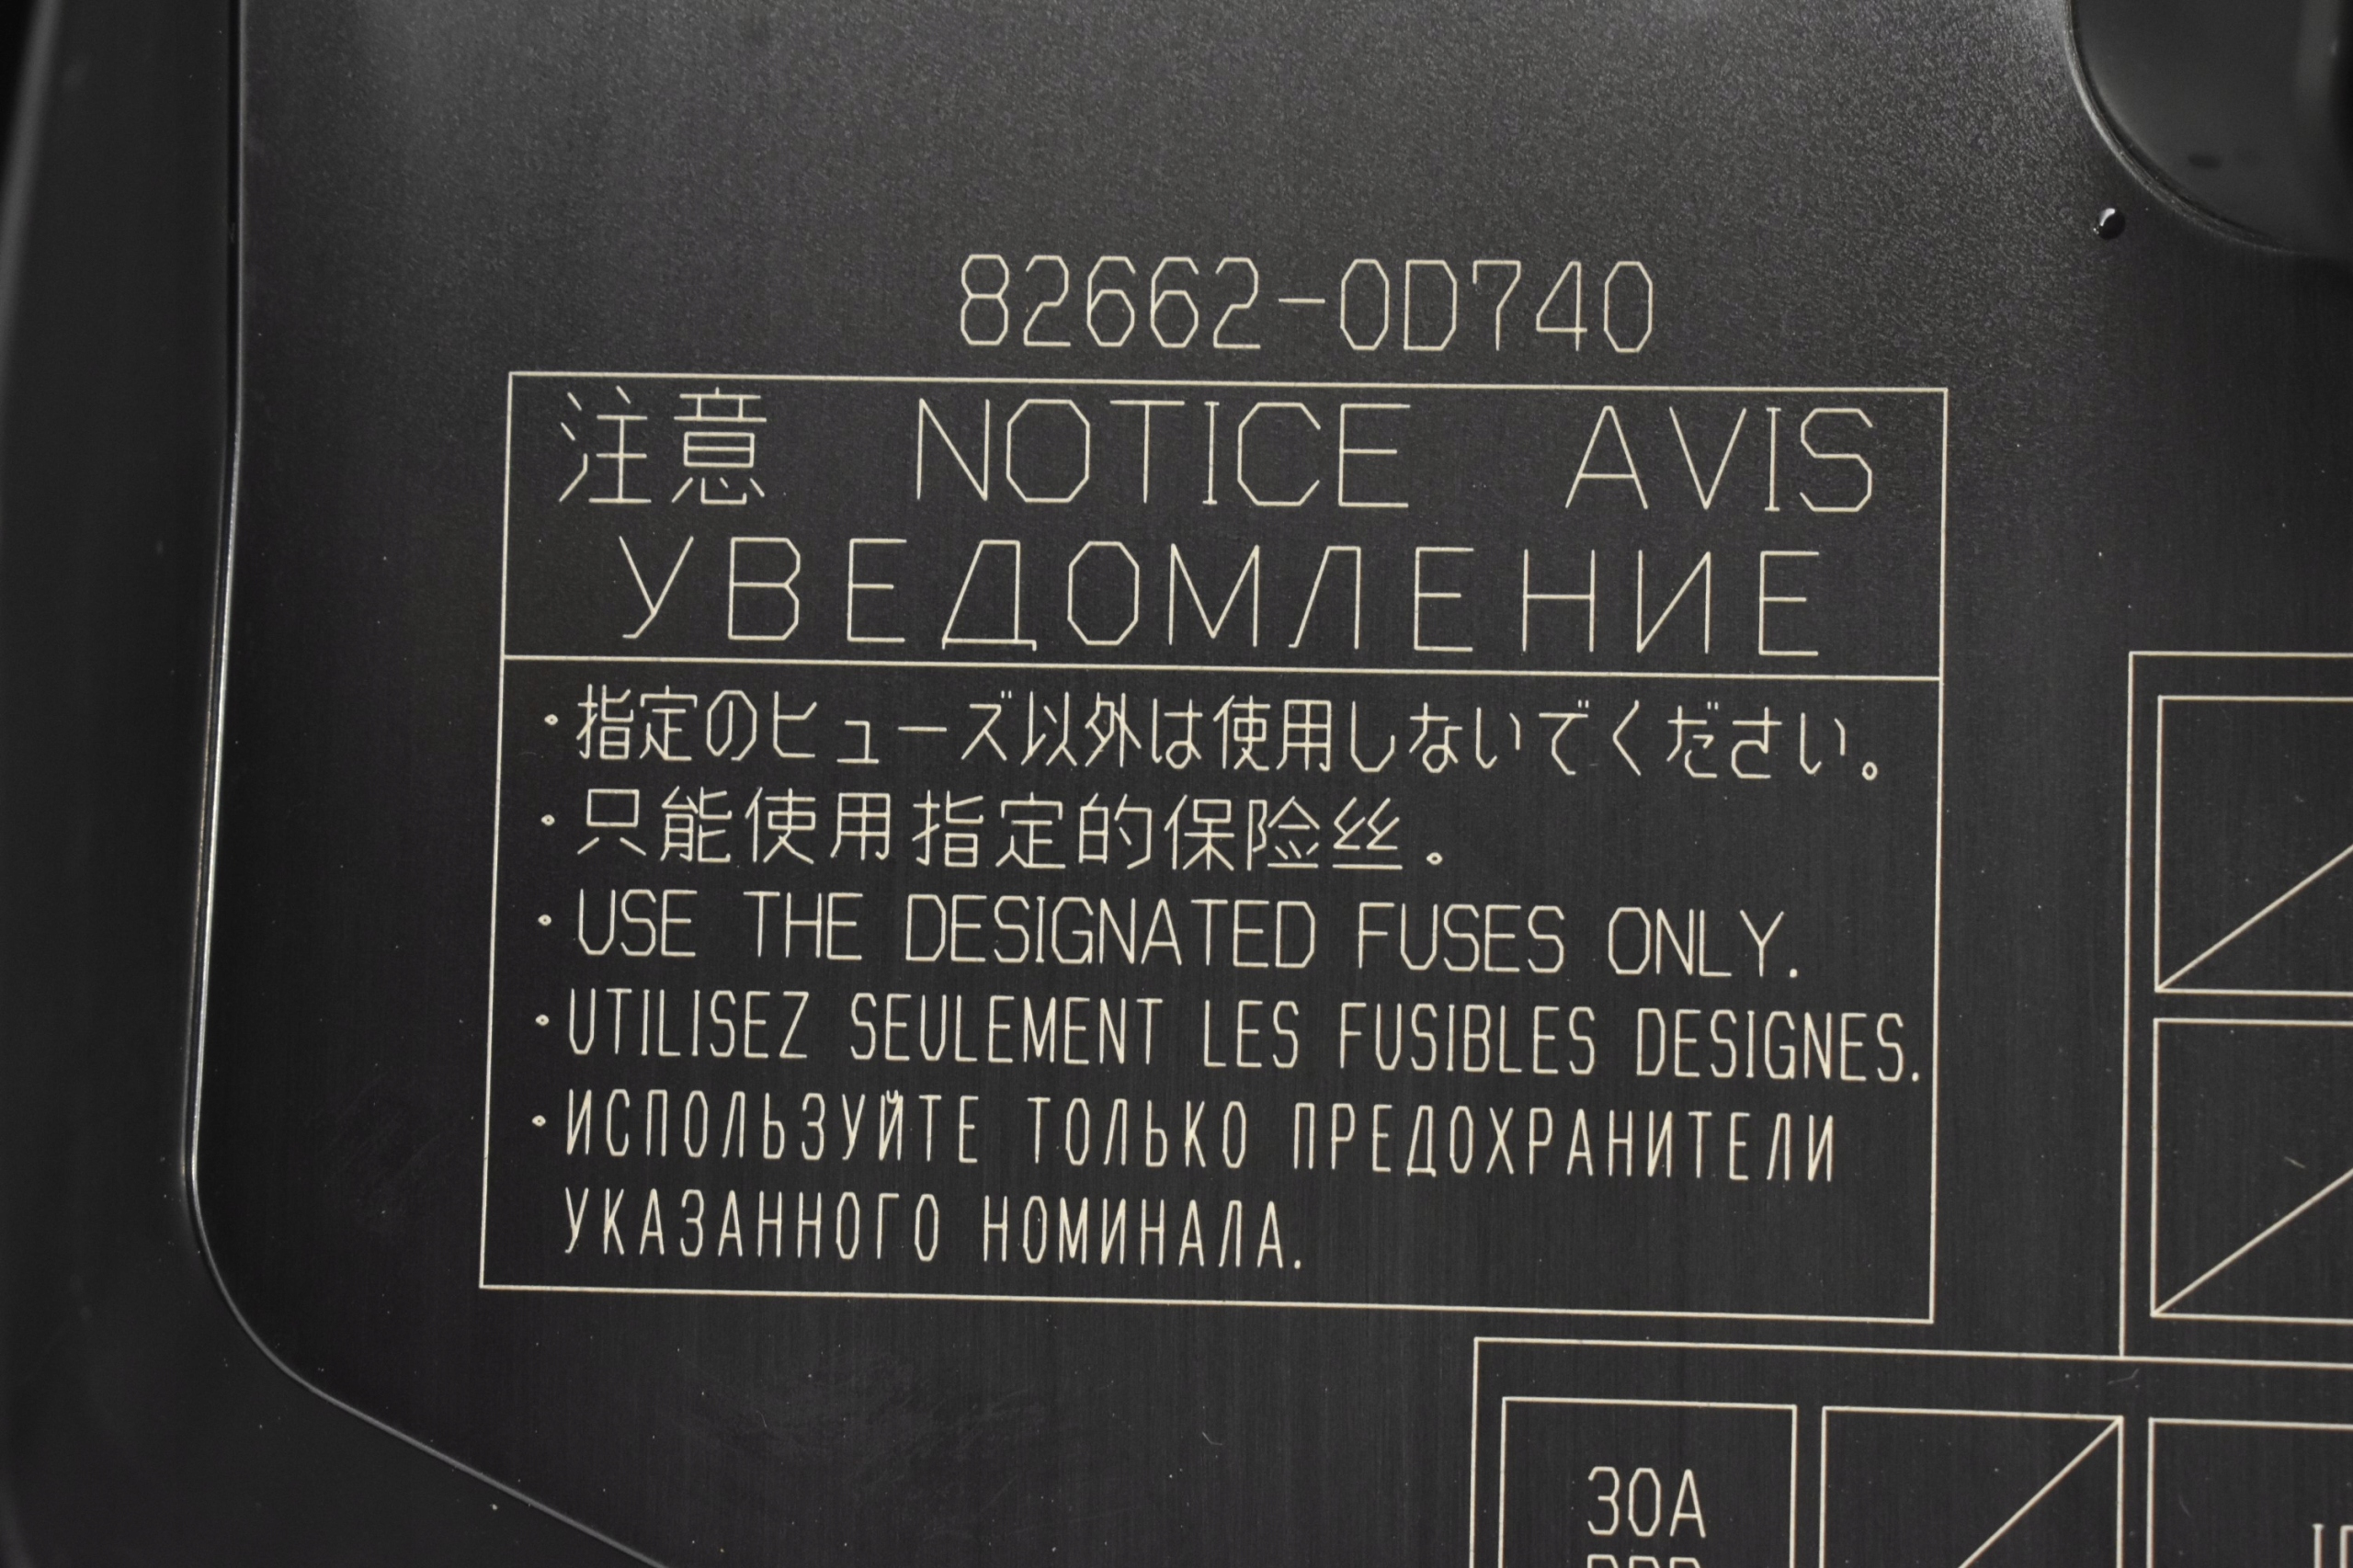 82662-0D740
注意 NOTICE AVIS
УВЕДОМЛЕНИЕ
・指定のヒューズ以外は使用しないでください。
・只能使用指定的保险丝。
・USE THE DESIGNATED FUSES ONLY.
・UTILISEZ SEULEMENT LES FUSIBLES DESIGNES.
・ИСПОЛЬЗУЙТЕ ТОЛЬКО ПРЕДОХРАНИТЕЛИ
УКАЗАННОГО НОМИНАЛА.
30A